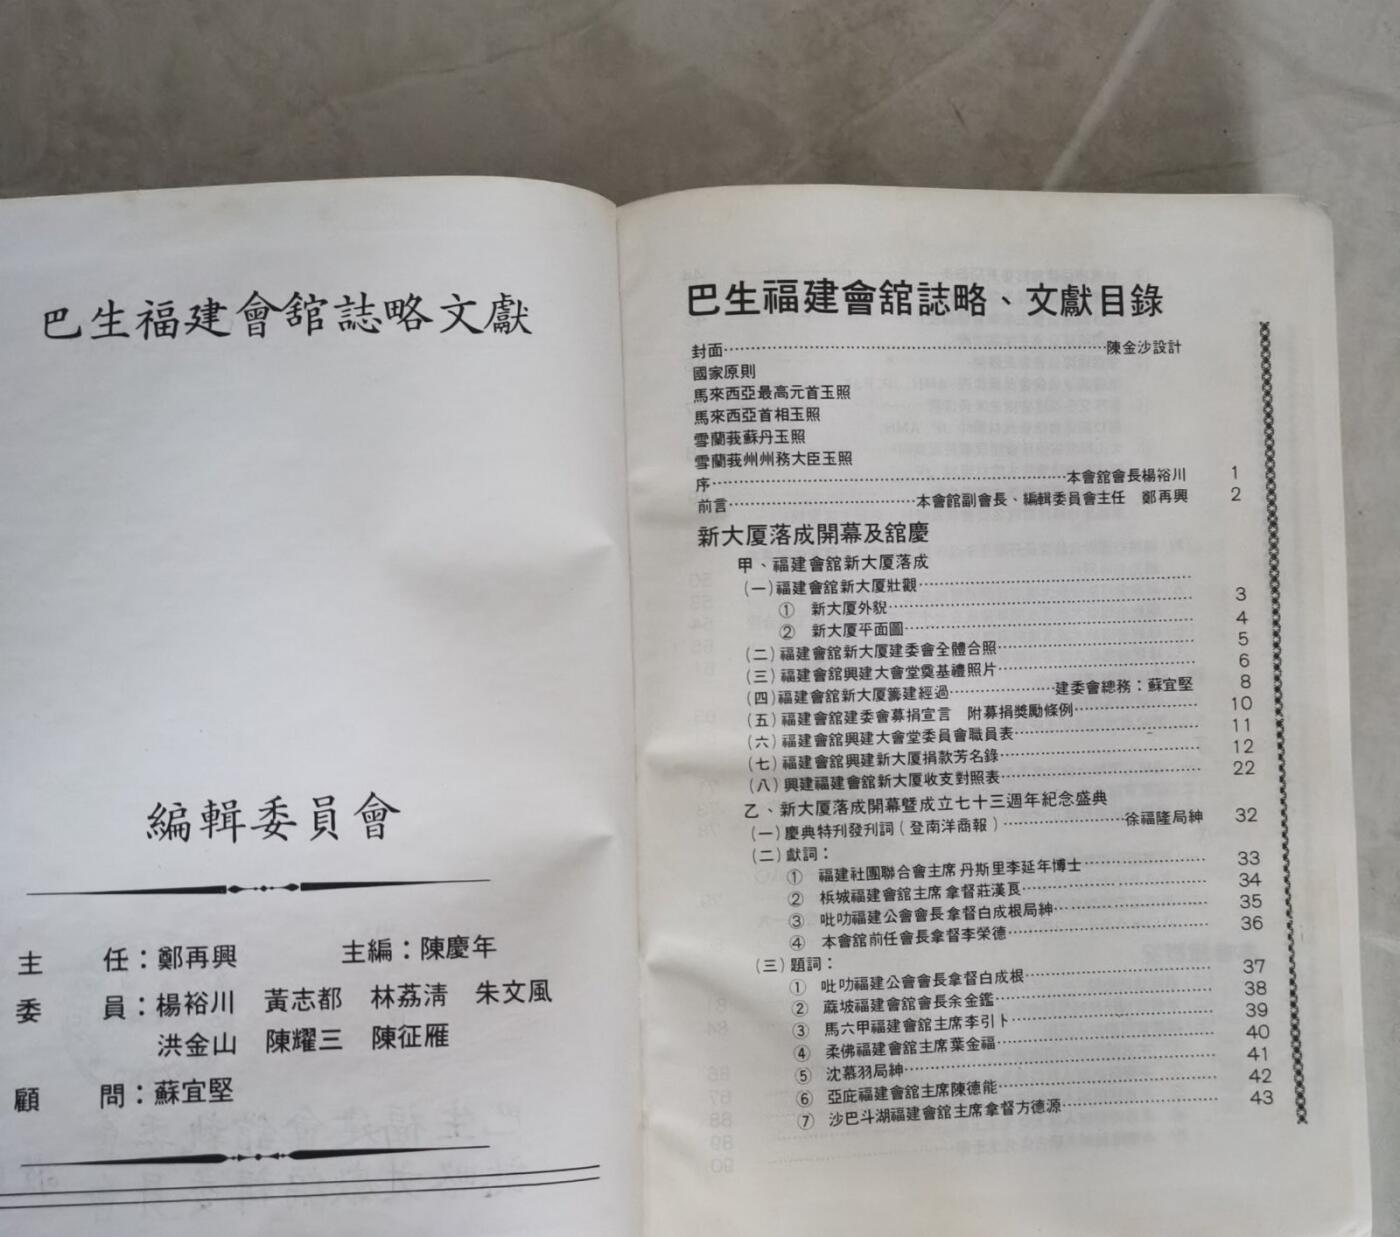 巴生福建會舘誌略文獻
編輯委員會
主　　任：鄭再興　　主編：陳慶年
委　　員：楊裕川　黃志都　林荔淸　朱文風
洪金山　陳耀三　陳征雁
顧　　問：蘇宜堅
巴生福建會舘誌略、文獻目錄
封面……陳金沙設計
國家原則
馬來西亞最高元首玉照
馬來西亞首相玉照
雪蘭莪蘇丹玉照
雪蘭莪州州務大臣玉照
序……本會舘會長楊裕川　1
前言……本會館副會長、編輯委員會主任　鄭再興　2
新大厦落成開幕及舘慶
甲、福建會舘新大厦落成
(一)福建會舘新大厦壯觀……
①　新大厦外貌……3
②　新大厦平面圖……4
(二)福建會舘新大厦建委會全體合照……5
(三)福建會舘興建大會堂奠基禮照片……6
(四)福建會舘新大厦籌建經過……建委會總務：蘇宜堅　8
(五)福建會舘建委會募捐宣言　附募捐獎勵條例……10
(六)福建會舘興建大會堂委員會職員表……11
(七)福建會舘興建新大厦捐款芳名錄……12
(八)興建福建會舘新大厦收支對照表……22
乙、新大厦落成開幕暨成立七十三週年紀念盛典
(一)慶典特刋發刋詞(登南洋商報)……徐福隆局紳　32
(二)獻詞：
①　福建社團聯合會主席丹斯里李延年博士……33
②　梹城福建會舘主席拿督莊漢良……34
③　吡叻福建公會會長拿督白成根局紳……35
④　本會舘前任會長拿督李榮德……36
(三)題詞：
①　吡叻福建公會會長拿督白成根……37
②　蔴坡福建會舘會長余金鑑……38
③　馬六甲福建會舘主席李引卜……39
④　柔佛福建會舘主席葉金福……40
⑤　沈慕羽局紳……41
⑥　亞庇福建會舘主席陳德能……42
⑦　沙巴斗湖福建會舘主席拿督方德源……43